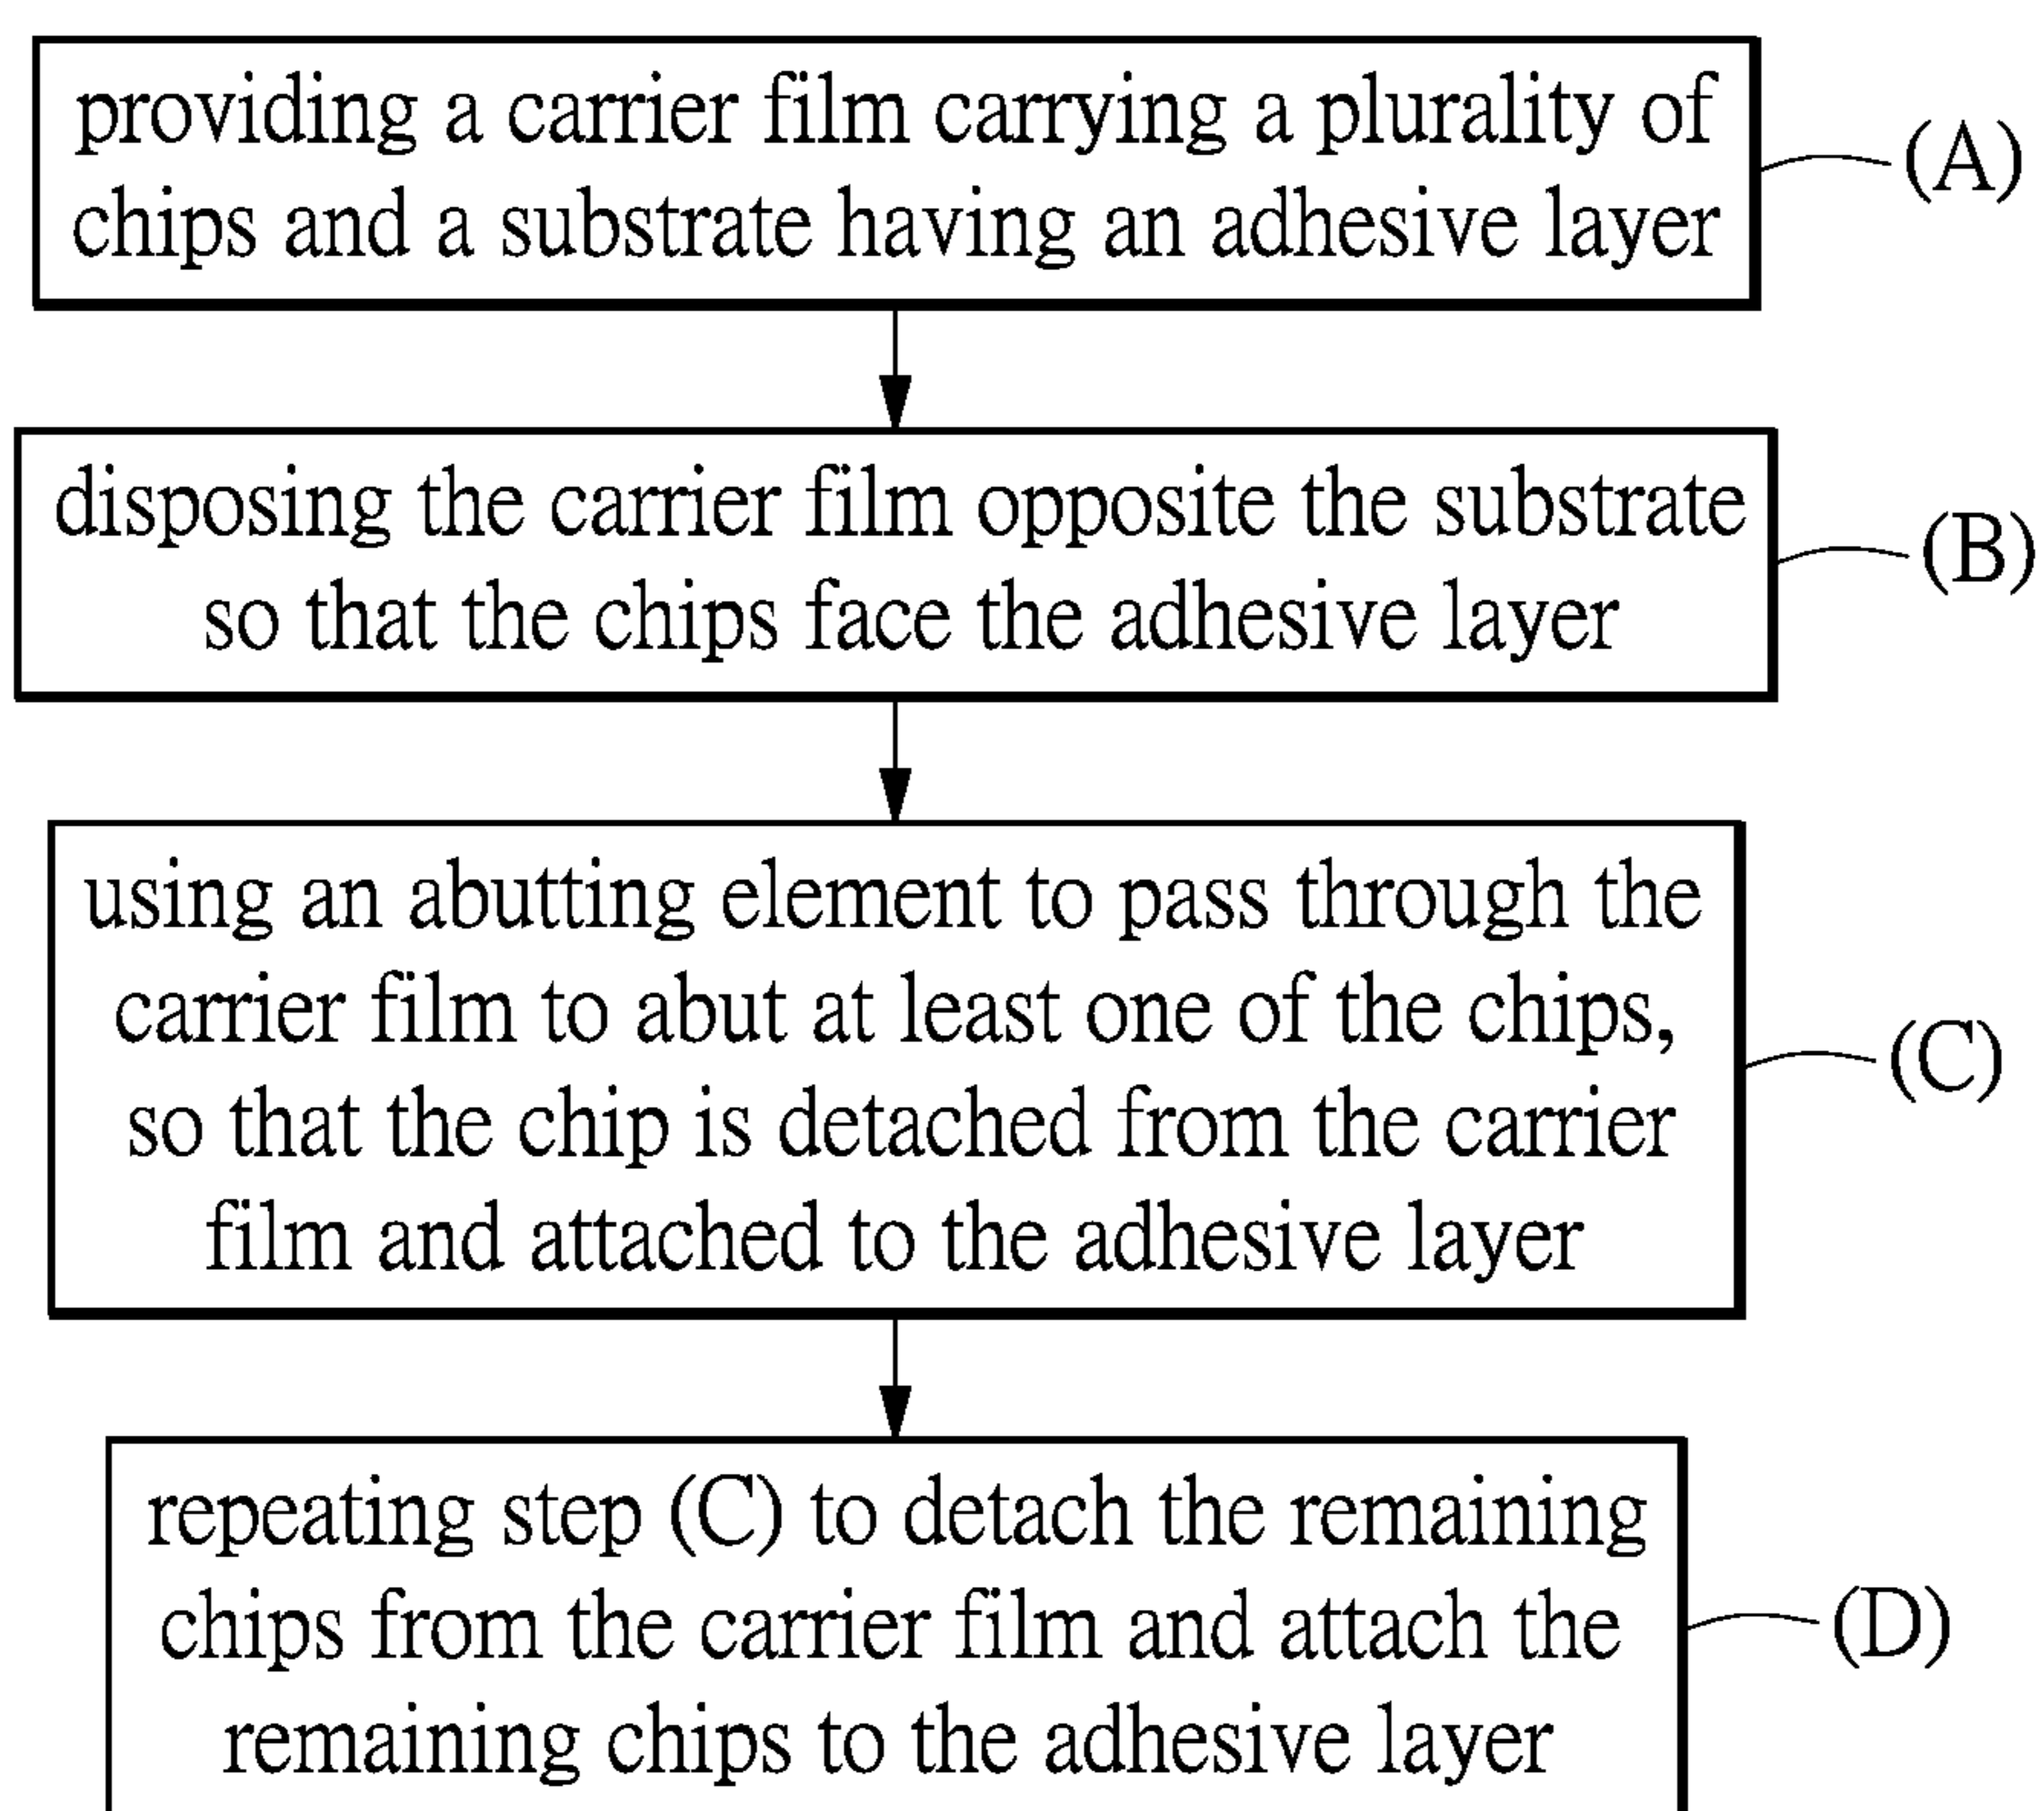 providing a carrier film carrying a plurality of
chips and a substrate having an adhesive layer
(A)
disposing the carrier film opposite the substrate
so that the chips face the adhesive layer
(B)
using an abutting element to pass through the
carrier film to abut at least one of the chips,
so that the chip is detached from the carrier
film and attached to the adhesive layer
(C)
repeating step (C) to detach the remaining
chips from the carrier film and attach the
remaining chips to the adhesive layer
(D)